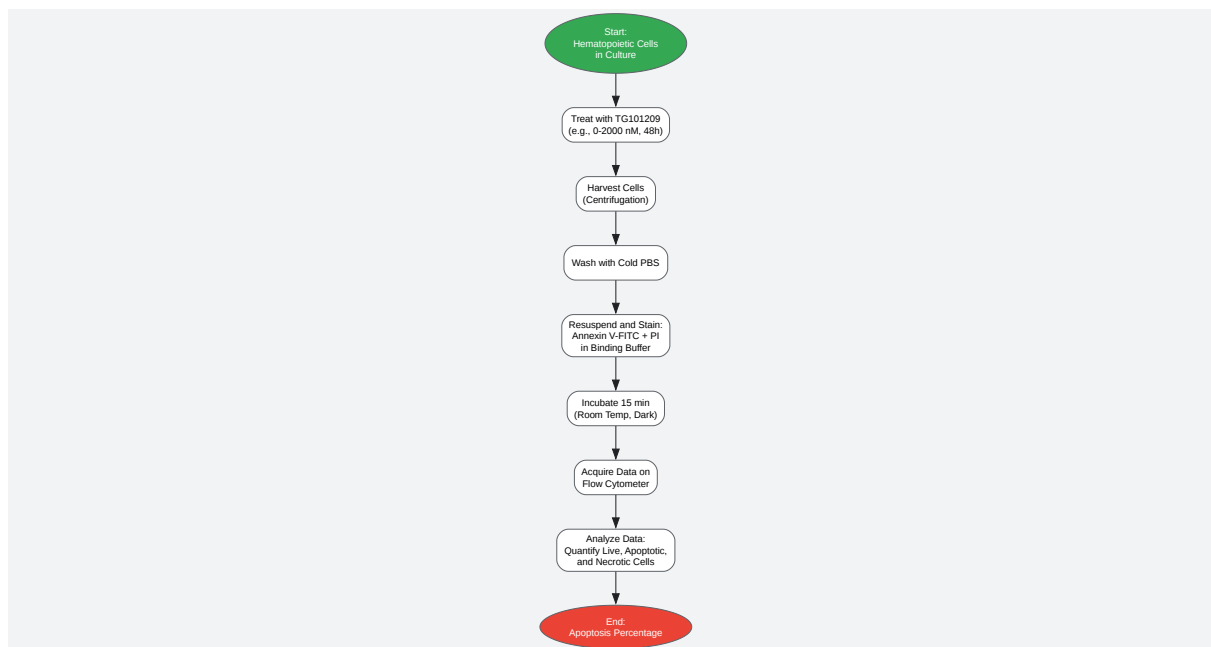 Start:
Hematopoietic Cells
in Culture
Treat with TG101209
(e.g., 0-2000 nM, 48h)
Harvest Cells
(Centrifugation)
Wash with Cold PBS
Resuspend and Stain:
Annexin V-FITC + PI
in Binding Buffer
Incubate 15 min
(Room Temp, Dark)
Acquire Data on
Flow Cytometer
Analyze Data:
Quantify Live, Apoptotic,
and Necrotic Cells
End:
Apoptosis Percentage